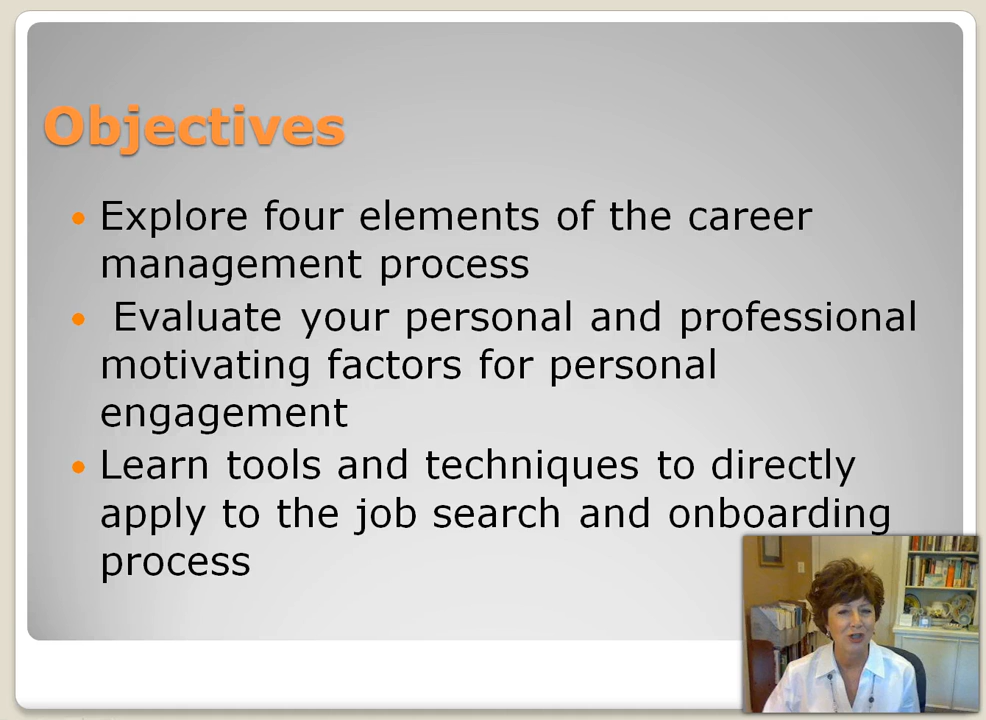 Objectives
Explore four elements of the career
management process
Evaluate your personal and professional
motivating factors for personal
engagement
Learn tools and techniques to directly
apply to the job search and onboarding
process